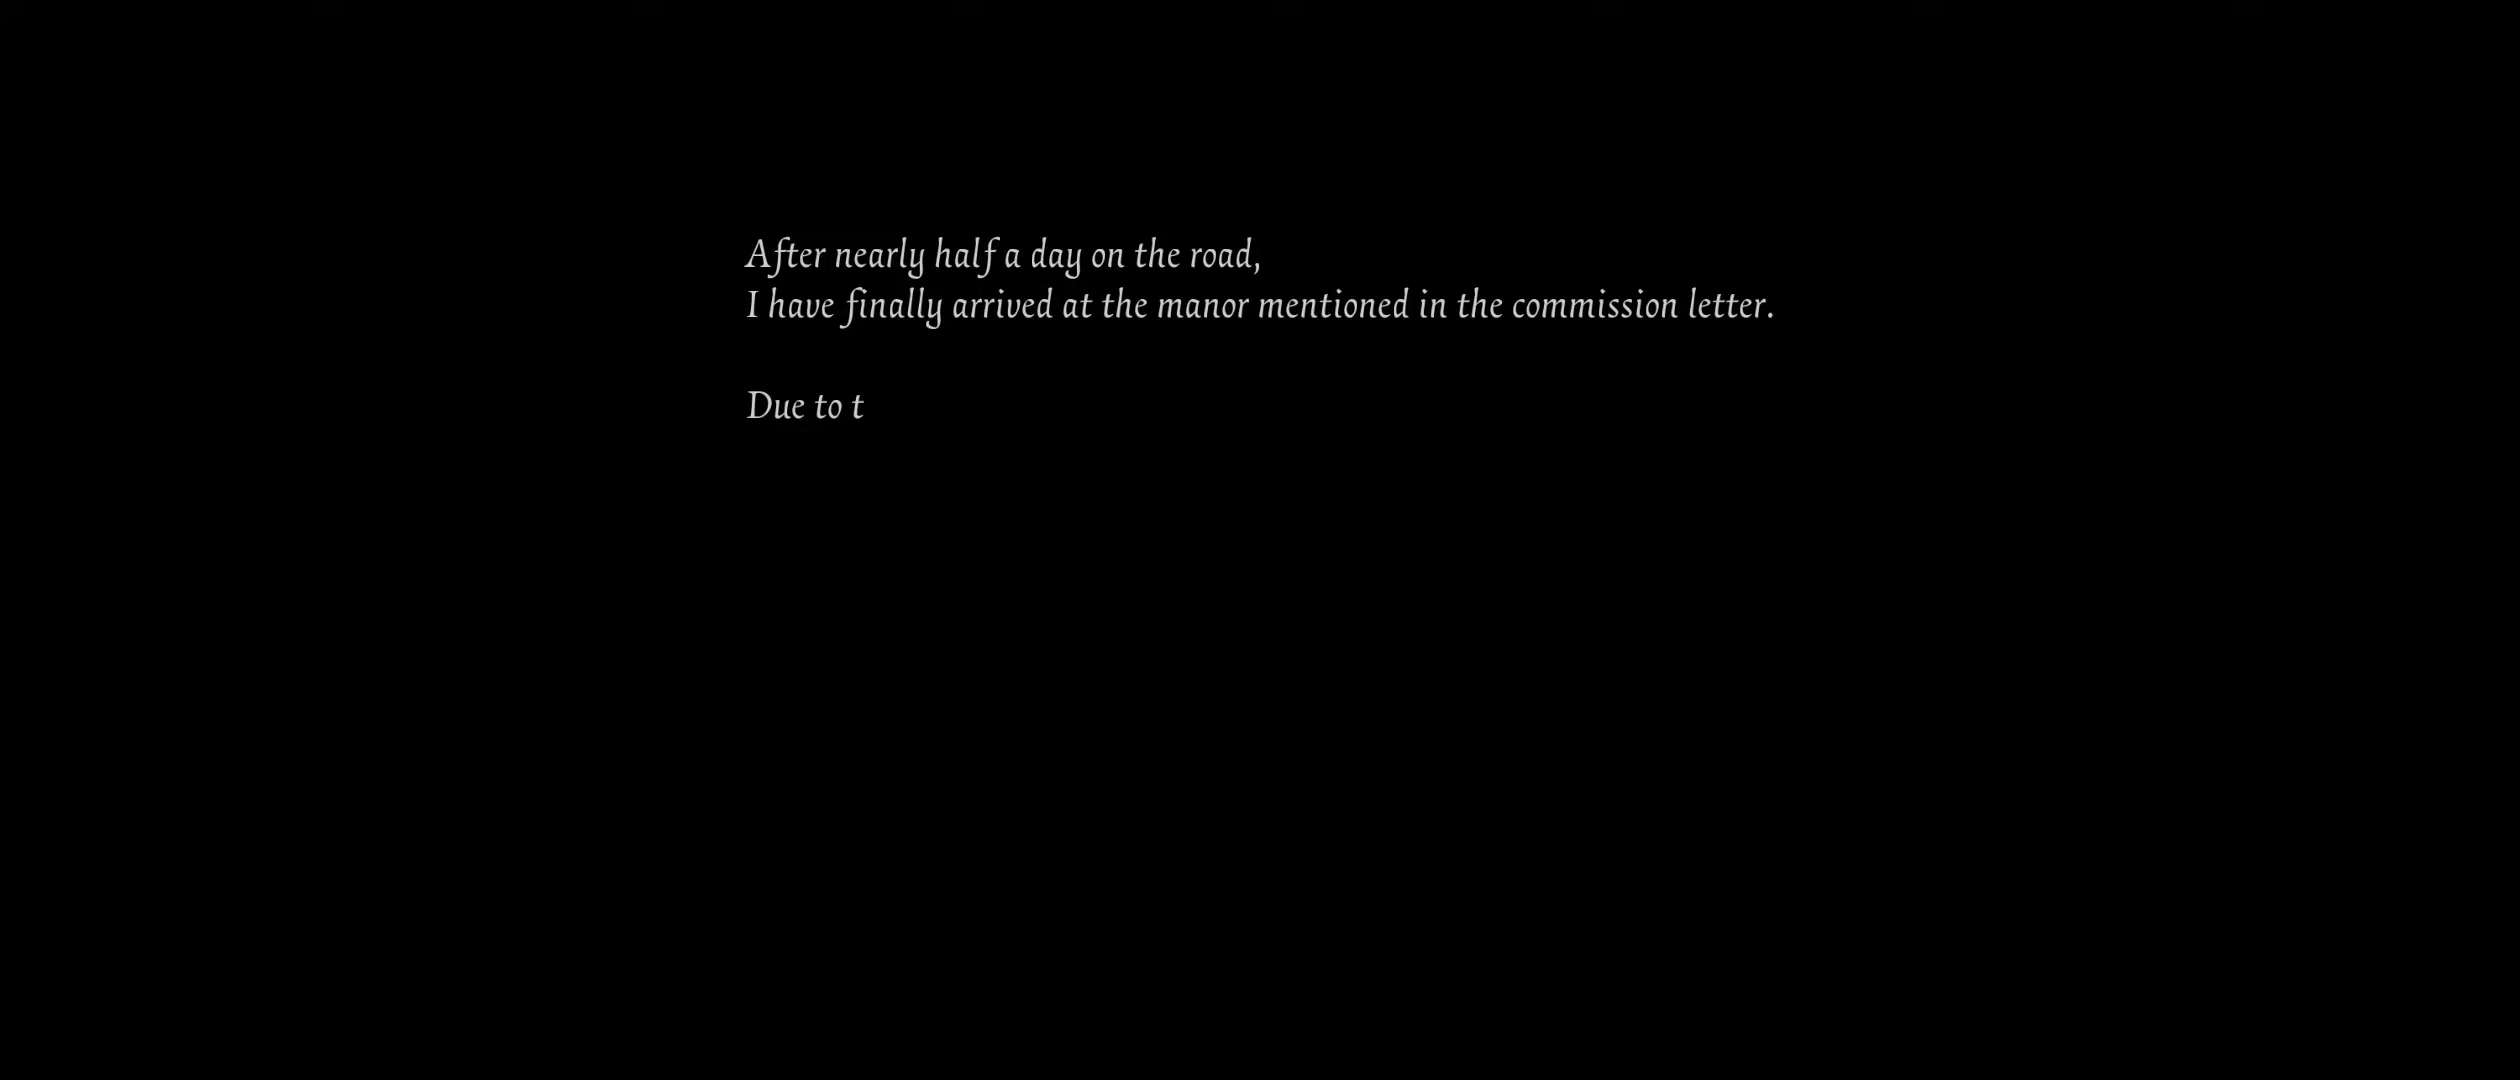 After nearly half a day on the road,
I have finally arrived at the manor mentioned in the commission letter.
Due to t